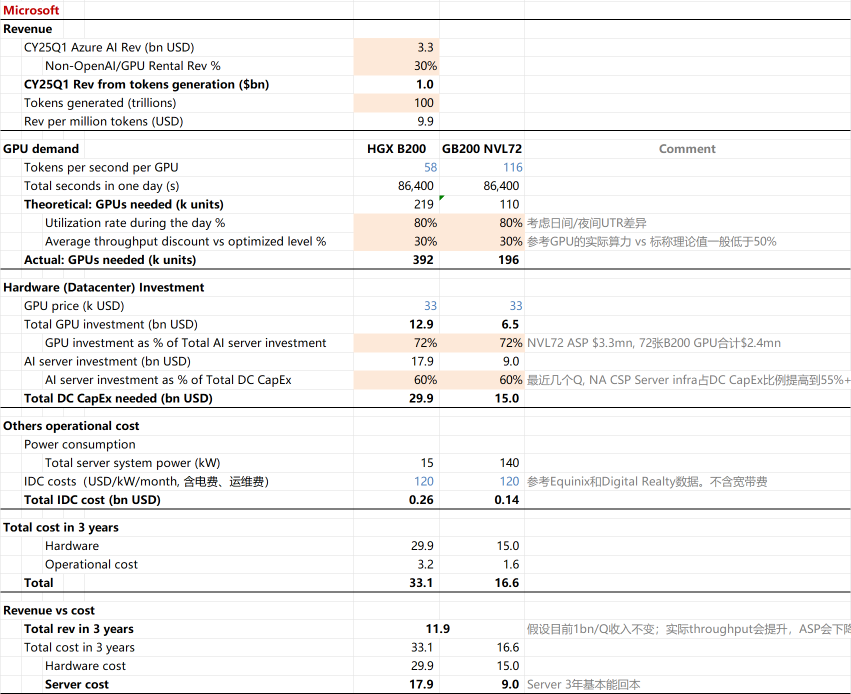 Microsoft
Revenue
CY25Q1 Azure AI Rev (bn USD) 3.3
Non-OpenAI/GPU Rental Rev % 30%
CY25Q1 Rev from tokens generation ($bn) 1.0
Tokens generated (trillions) 100
Rev per million tokens (USD) 9.9
GPU demand HGX B200 GB200 NVL72 Comment
Tokens per second per GPU 58 116
Total seconds in one day (s) 86,400 86,400
Theoretical: GPUs needed (k units) 219 110
Utilization rate during the day % 80% 80% 考虑日间/夜间UTR差异
Average throughput discount vs optimized level % 30% 30% 参考GPU的实际算力 vs 标称理论值一般低于50%
Actual: GPUs needed (k units) 392 196
Hardware (Datacenter) Investment
GPU price (k USD) 33 33
Total GPU investment (bn USD) 12.9 6.5
GPU investment as % of Total AI server investment 72% 72% NVL72 ASP $3.3mn, 72张B200 GPU合计$2.4mn
AI server investment (bn USD) 17.9 9.0
AI server investment as % of Total DC CapEx 60% 60% 最近几个Q, NA CSP Server infra占DC CapEx比例提高到55%+
Total DC CapEx needed (bn USD) 29.9 15.0
Others operational cost
Power consumption
Total server system power (kW) 15 140
IDC costs（USD/kW/month, 含电费、运维费） 120 120 参考Equinix和Digital Realty数据。不含宽带费
Total IDC cost (bn USD) 0.26 0.14
Total cost in 3 years
Hardware 29.9 15.0
Operational cost 3.2 1.6
Total 33.1 16.6
Revenue vs cost
Total rev in 3 years 11.9 假设目前1bn/Q收入不变；实际throughput会提升，ASP会下降
Total cost in 3 years 33.1 16.6
Hardware cost 29.9 15.0
Server cost 17.9 9.0 Server 3年基本能回本